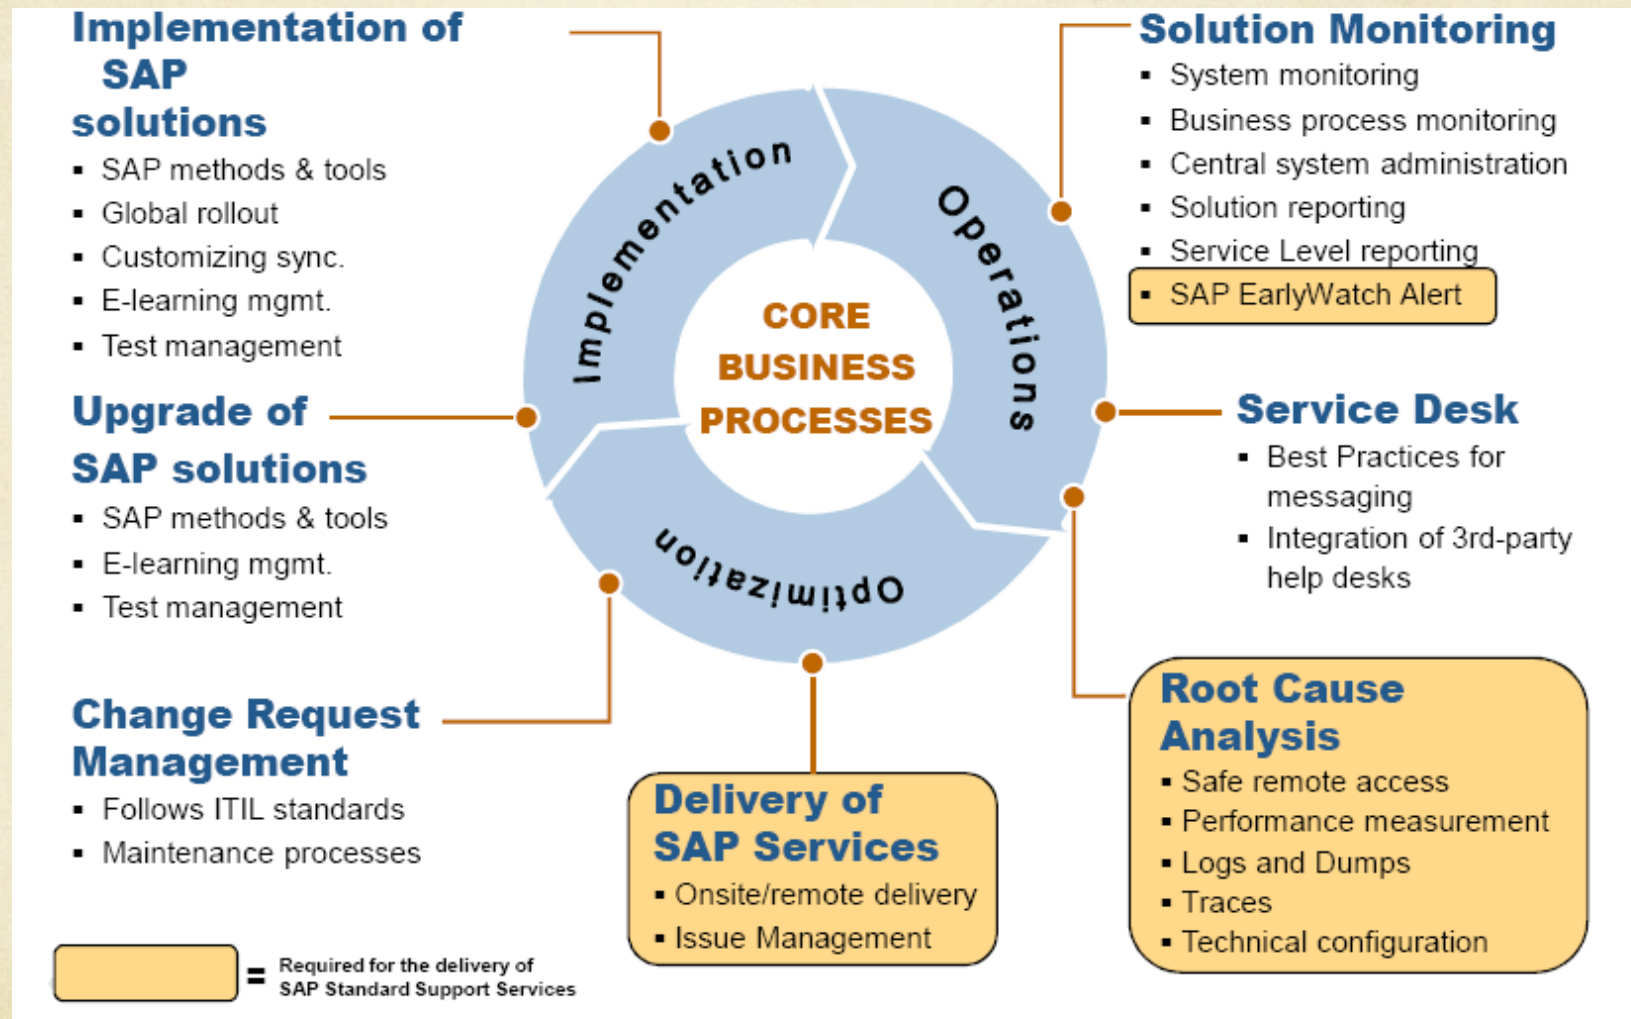 Implementation of
SAP
solutions
▪ SAP methods & tools
▪ Global rollout
▪ Customizing sync.
▪ E-learning mgmt.
▪ Test management
Upgrade of
SAP solutions
▪ SAP methods & tools
▪ E-learning mgmt.
▪ Test management
Change Request
Management
▪ Follows ITIL standards
▪ Maintenance processes
Implementation
Operations
Optimization
CORE
BUSINESS
PROCESSES
Solution Monitoring
▪ System monitoring
▪ Business process monitoring
▪ Central system administration
▪ Solution reporting
▪ Service Level reporting
▪ SAP EarlyWatch Alert
Service Desk
▪ Best Practices for
messaging
▪ Integration of 3rd-party
help desks
Root Cause
Analysis
▪ Safe remote access
▪ Performance measurement
▪ Logs and Dumps
▪ Traces
▪ Technical configuration
Delivery of
SAP Services
▪ Onsite/remote delivery
▪ Issue Management
= Required for the delivery of
SAP Standard Support Services